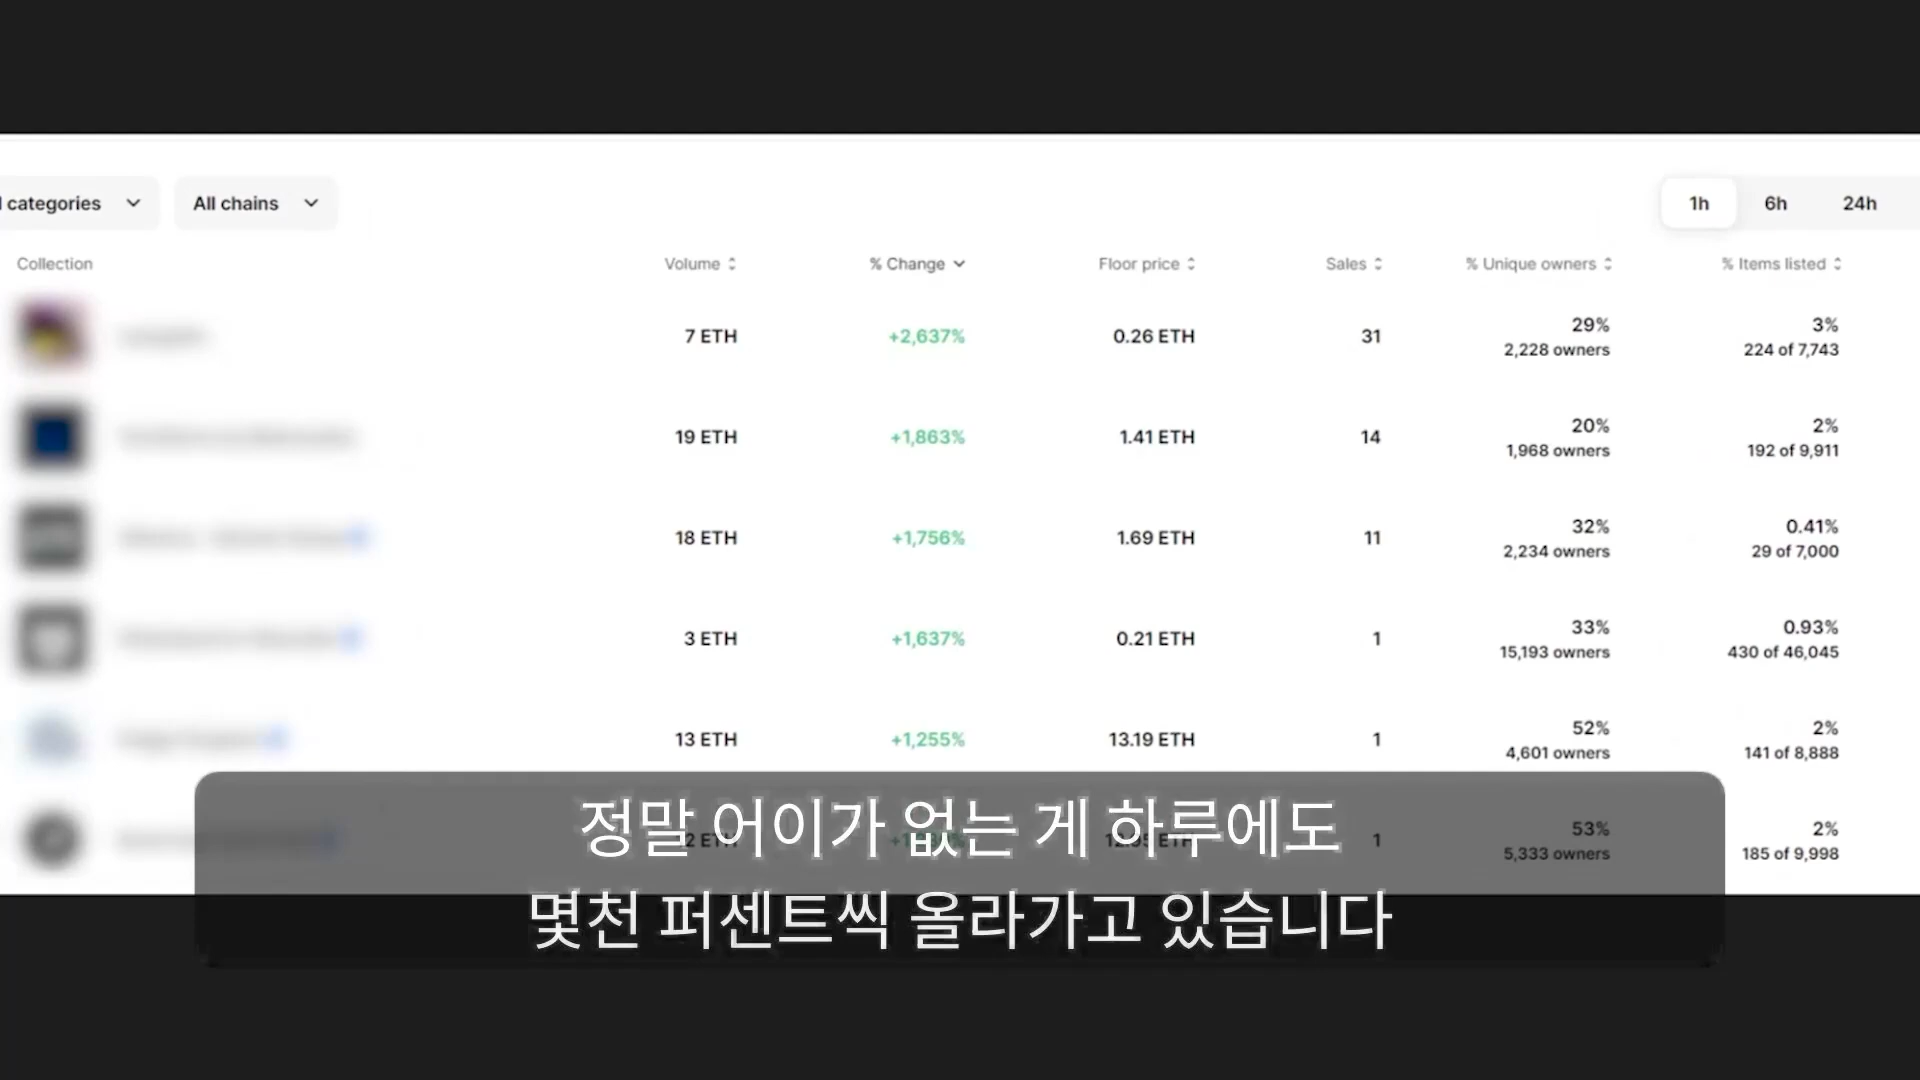 categories
All chains
1h
6h
24h
Collection
Volume
% Change
Floor price
Sales
% Unique owners
% Items listed
7 ETH
+2,637%
0.26 ETH
31
29%
2,228 owners
3%
224 of 7,743
19 ETH
+1,863%
1.41 ETH
14
20%
1,968 owners
2%
192 of 9,911
18 ETH
+1,756%
1.69 ETH
11
32%
2,234 owners
0.41%
29 of 7,000
3 ETH
+1,637%
0.21 ETH
1
33%
15,193 owners
0.93%
430 of 46,045
13 ETH
+1,255%
13.19 ETH
1
52%
4,601 owners
2%
141 of 8,888
ETH
1
53%
5,333 owners
2%
185 of 9,998
정말 어이가 없는 게 하루에도
몇천 퍼센트씩 올라가고 있습니다